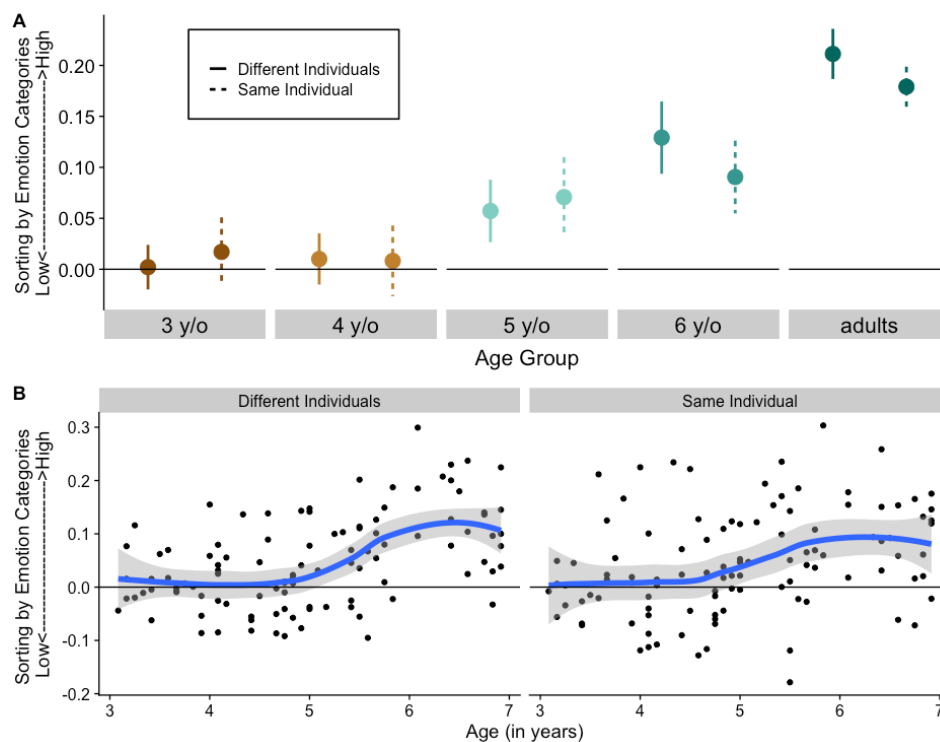 A
Sorting by Emotion Categories
Low<-------------------->High
0.20
0.15
0.10
0.05
0.00
Different Individuals
Same Individual
3 y/o
4 y/o
5 y/o
6 y/o
adults
Age Group
B
Sorting by Emotion Categories
Low<-------------------->High
Different Individuals
Same Individual
0.3
0.2
0.1
0.0
-0.1
-0.2
3 4 5 6 7
3 4 5 6 7
Age (in years)